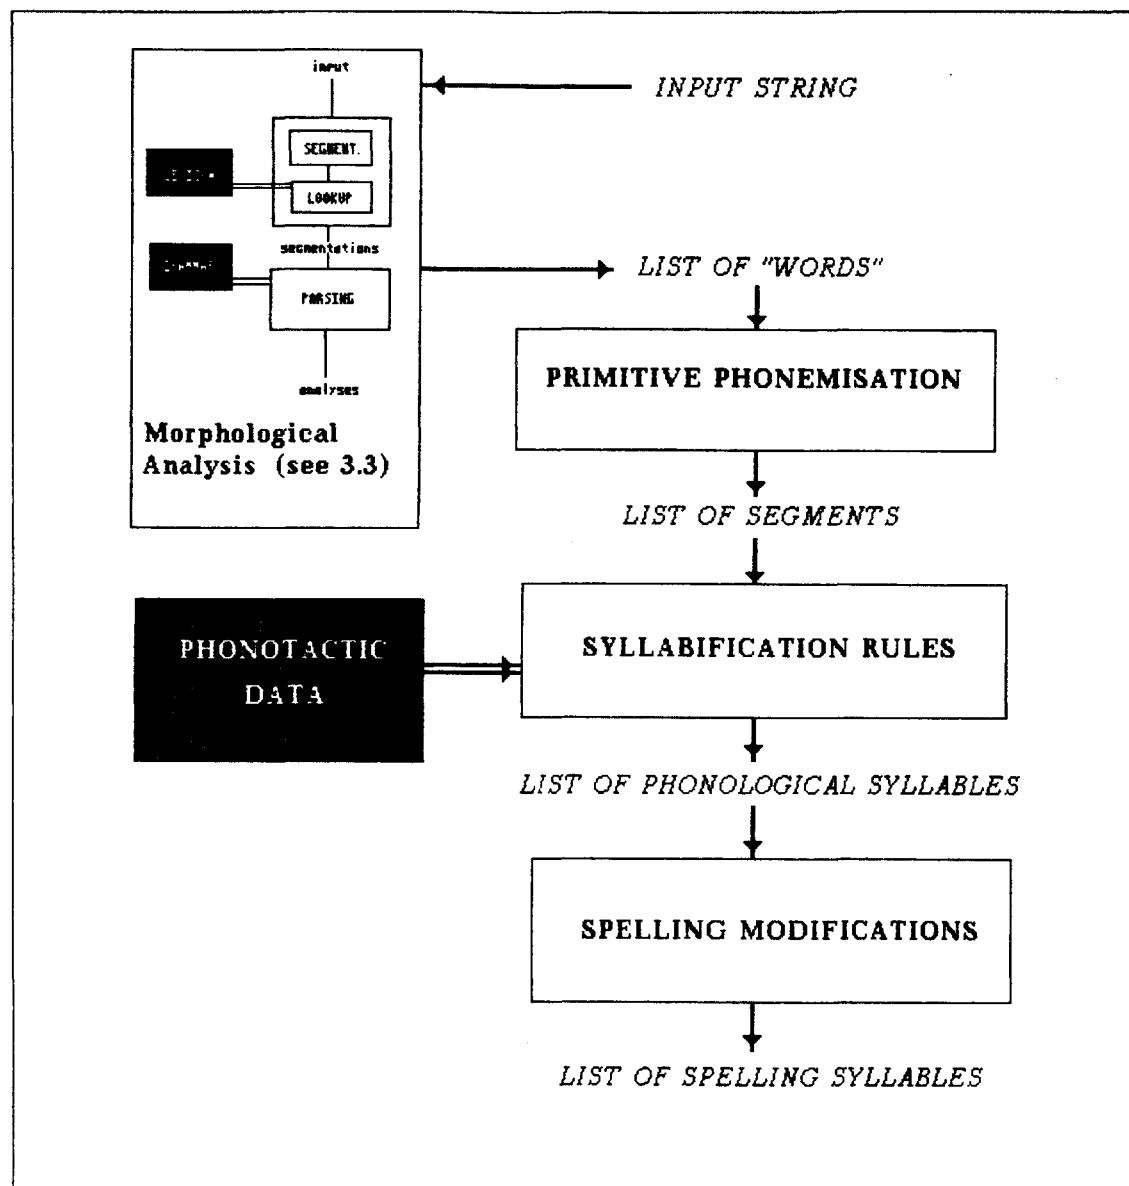 input
INPUT STRING
SEGMENT.
LOOKUP
segmentations
LIST OF "WORDS"
PARSING
PRIMITIVE PHONEMISATION
analyses
Morphological
Analysis (see 3.3)
LIST OF SEGMENTS
PHONOTACTIC
DATA
SYLLABIFICATION RULES
LIST OF PHONOLOGICAL SYLLABLES
SPELLING MODIFICATIONS
LIST OF SPELLING SYLLABLES